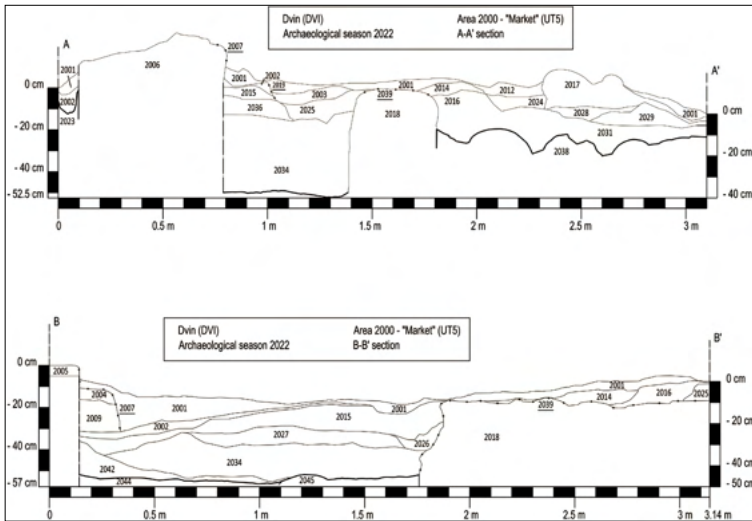 Dvin (DVI) Area 2000 - "Market" (UT5)
Archaeological season 2022 A-A' section
A A'
2007
2006
2001 2001 2002 2001 2014 2012 2017
0 cm 2015 2003 2039 2016 2024 0 cm
2002 2036 2025 2018 2028 2029 2001
2023 2031
- 20 cm - 20 cm
2038
2034
- 40 cm - 40 cm
- 52.5 cm - 50 cm
0 0.5 m 1 m 1.5 m 2 m 2.5 m 3 m
Dvin (DVI) Area 2000 - "Market" (UT5)
Archaeological season 2022 B-B' section
B B'
0 cm 2005 0 cm
2004 2001 2014 2016 2025
2007 2001 2001 2039
- 20 cm 2009 2002 2015 - 20 cm
2027 2026 2018
- 40 cm 2034 - 40 cm
2042
- 57 cm 2044 2045 - 50 cm
0 0.5 m 1 m 1.5 m 2 m 2.5 m 3 m 3.14 m